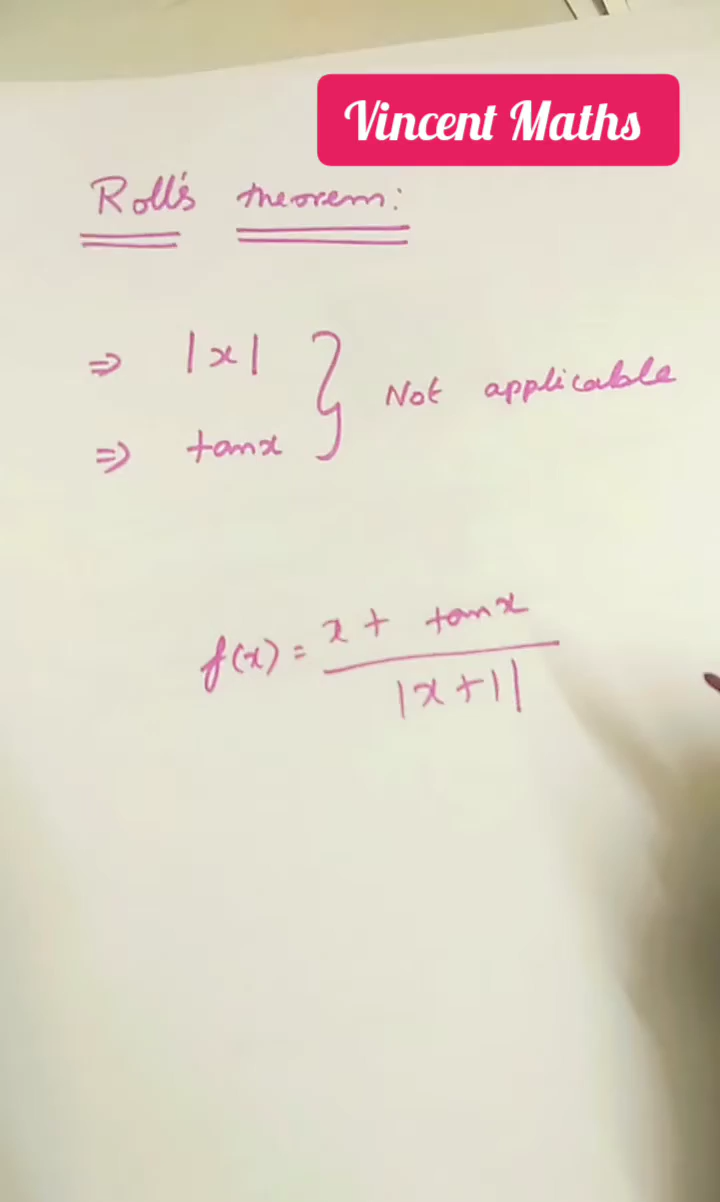 Vincent Maths
Roll's theorem:
⇒ |x|
⇒ tanx } Not applicable
f(x) = x + tanx / |x+1|